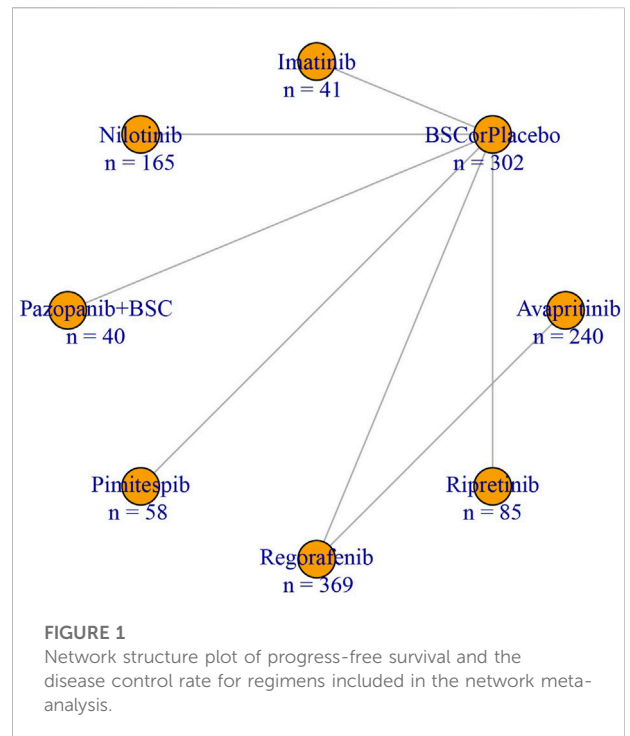 Imatinib
n = 41
Nilotinib
n = 165
BSCorPlacebo
n = 302
Pazopanib+BSC
n = 40
Avapritinib
n = 240
Pimitespib
n = 58
Ripretinib
n = 85
Regorafenib
n = 369
FIGURE 1
Network structure plot of progress-free survival and the
disease control rate for regimens included in the network meta-
analysis.